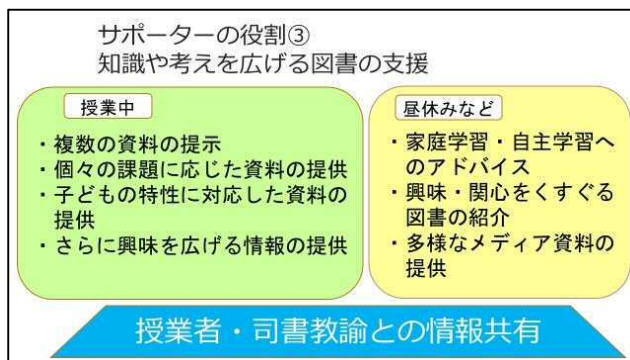 サポーターの役割③
知識や考えを広げる図書の支援
授業中
・複数の資料の提示
・個々の課題に応じた資料の提供
・子どもの特性に対応した資料の
提供
・さらに興味を広げる情報の提供
昼休みなど
・家庭学習・自主学習へ
のアドバイス
・興味・関心をくすぐる
図書の紹介
・多様なメディア資料の
提供
授業者・司書教諭との情報共有